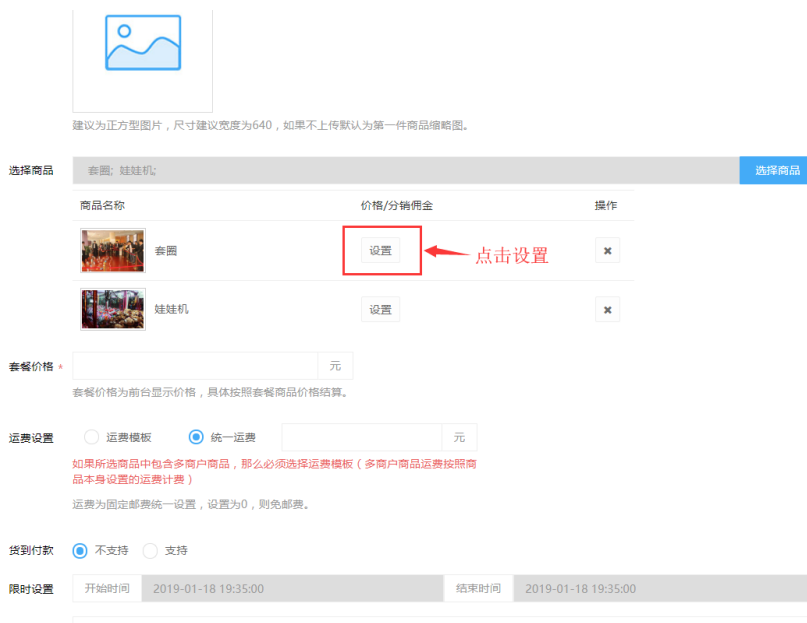 建议为正方型图片，尺寸建议宽度为640，如果不上传默认为第一件商品缩略图。
选择商品 套圈; 娃娃机; 选择商品
商品名称 价格/分销佣金 操作
套圈 设置 点击设置 ×
娃娃机 设置 ×
套餐价格 * 元
套餐价格为前台显示价格，具体按照套餐商品价格结算。
运费设置 运费模板 统一运费 元
如果所选商品中包含多商户商品，那么必须选择运费模板（多商户商品运费按照商
品本身设置的运费计费）
运费为固定邮费统一设置，设置为0，则免邮费。
货到付款 不支持 支持
限时设置 开始时间 2019-01-18 19:35:00 结束时间 2019-01-18 19:35:00